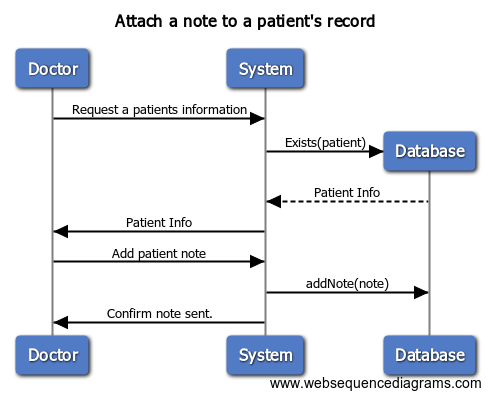 Attach a note to a patient's record
Doctor
System
Request a patients information
Exists(patient)
Database
Patient Info
Patient Info
Add patient note
addNote(note)
Confirm note sent.
Doctor
System
Database
www.websequencediagrams.com